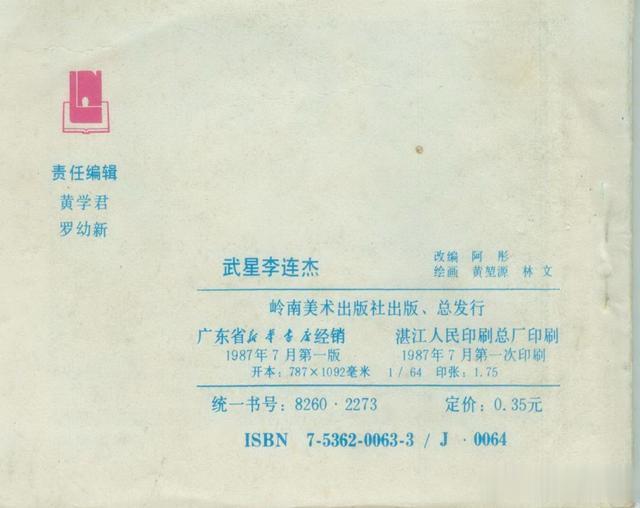 责任编辑
黄学君
罗幼新
武星李连杰
改编 阿彤
绘画 黄堃源 林文
岭南美术出版社出版、总发行
广东省新华书店经销 湛江人民印刷总厂印刷
1987年7月第一版 1987年7月第一次印刷
开本：787×1092毫米 1/64 印张：1.75
统一书号：8260·2273 定价：0.35元
ISBN 7-5362-0063-3/J·0064